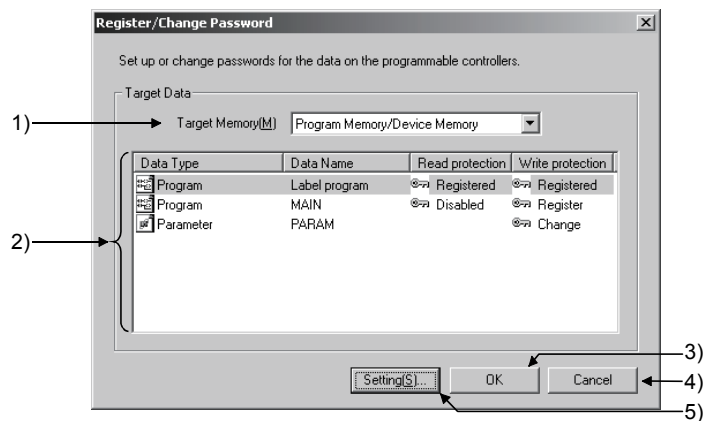 Register/Change Password
Set up or change passwords for the data on the programmable controllers.
Target Data
1)
Target Memory(M) Program Memory/Device Memory
Data Type Data Name Read protection Write protection
Program Label program Registered Registered
Program MAIN Disabled Register
2)
Parameter PARAM Change
3)
Setting(S)... OK Cancel
4)
5)